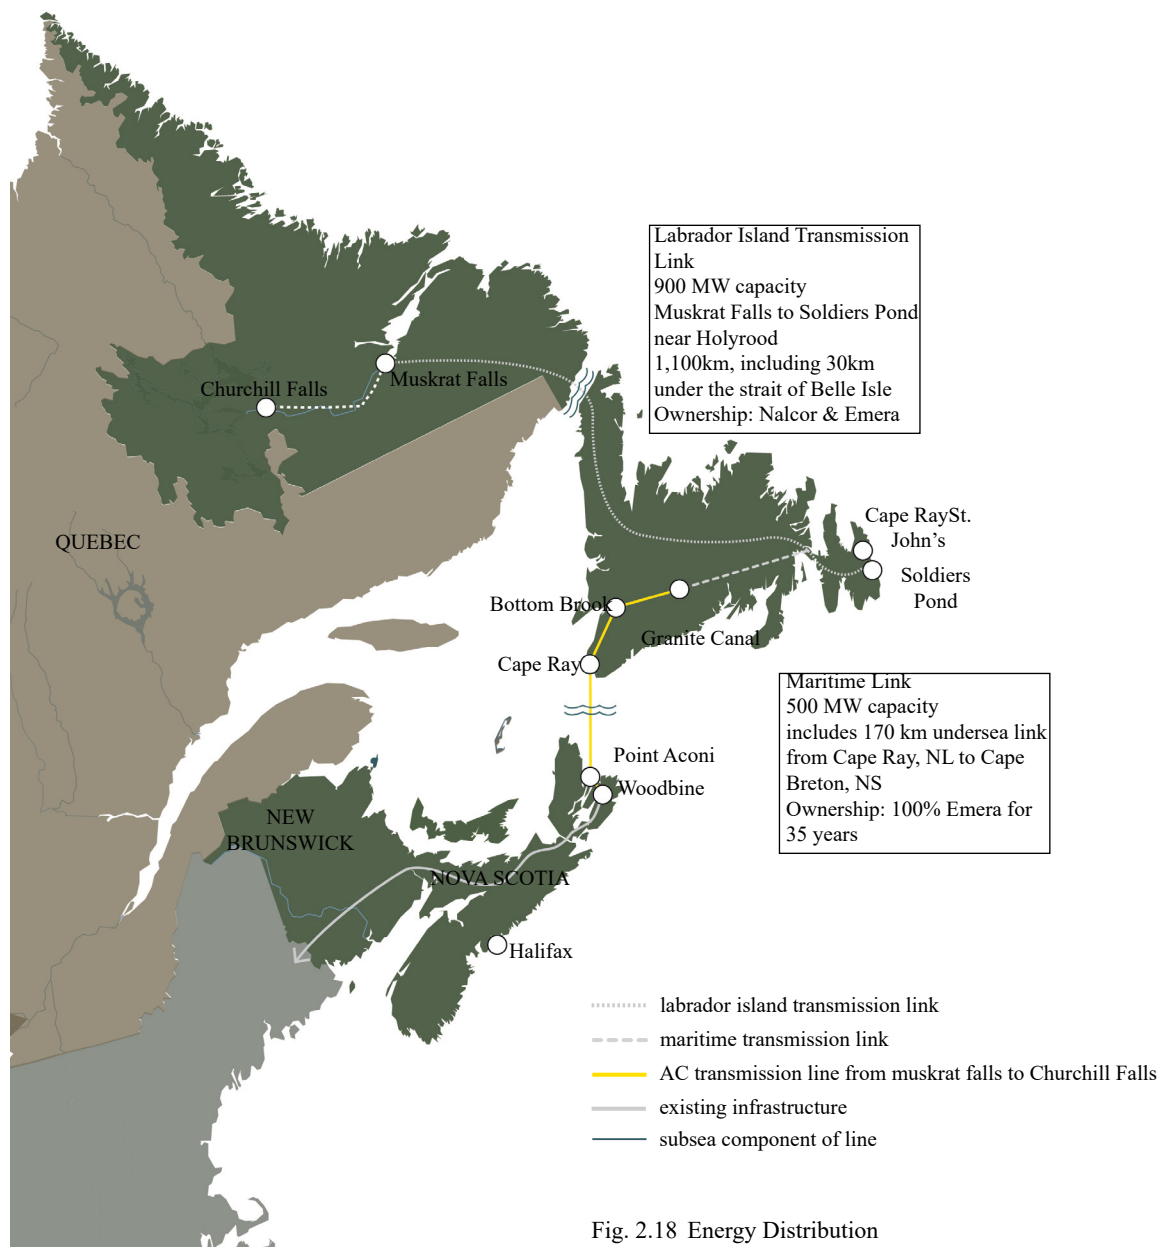 Labrador Island Transmission
Link
900 MW capacity
Muskrat Falls to Soldiers Pond
near Holyrood
1,100km, including 30km
under the strait of Belle Isle
Ownership: Nalcor & Emera
Churchill Falls
Muskrat Falls
QUEBEC
Cape RaySt.
John’s
Soldiers
Pond
Bottom Brook
Granite Canal
Cape Ray
Maritime Link
500 MW capacity
includes 170 km undersea link
from Cape Ray, NL to Cape
Breton, NS
Ownership: 100% Emera for
35 years
Point Aconi
Woodbine
NEW
BRUNSWICK
NOVA SCOTIA
Halifax
labrador island transmission link
maritime transmission link
AC transmission line from muskrat falls to Churchill Falls
existing infrastructure
subsea component of line
Fig. 2.18 Energy Distribution